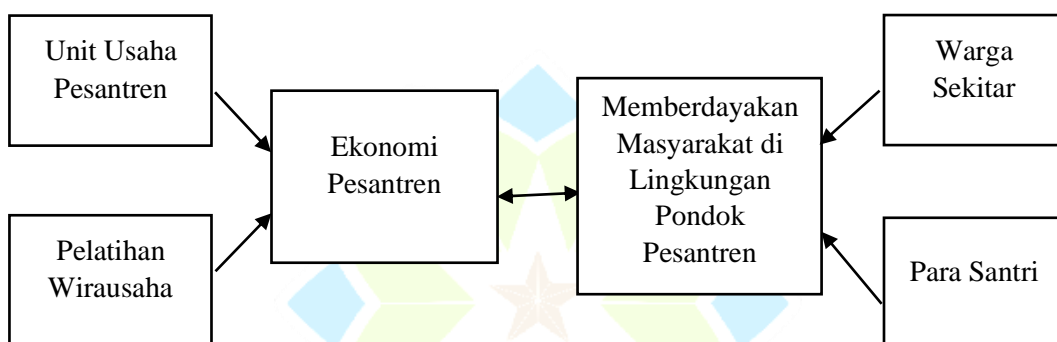 Unit Usaha
Pesantren
Pelatihan
Wirausaha
Ekonomi
Pesantren
Memberdayakan
Masyarakat di
Lingkungan
Pondok
Pesantren
Warga
Sekitar
Para Santri